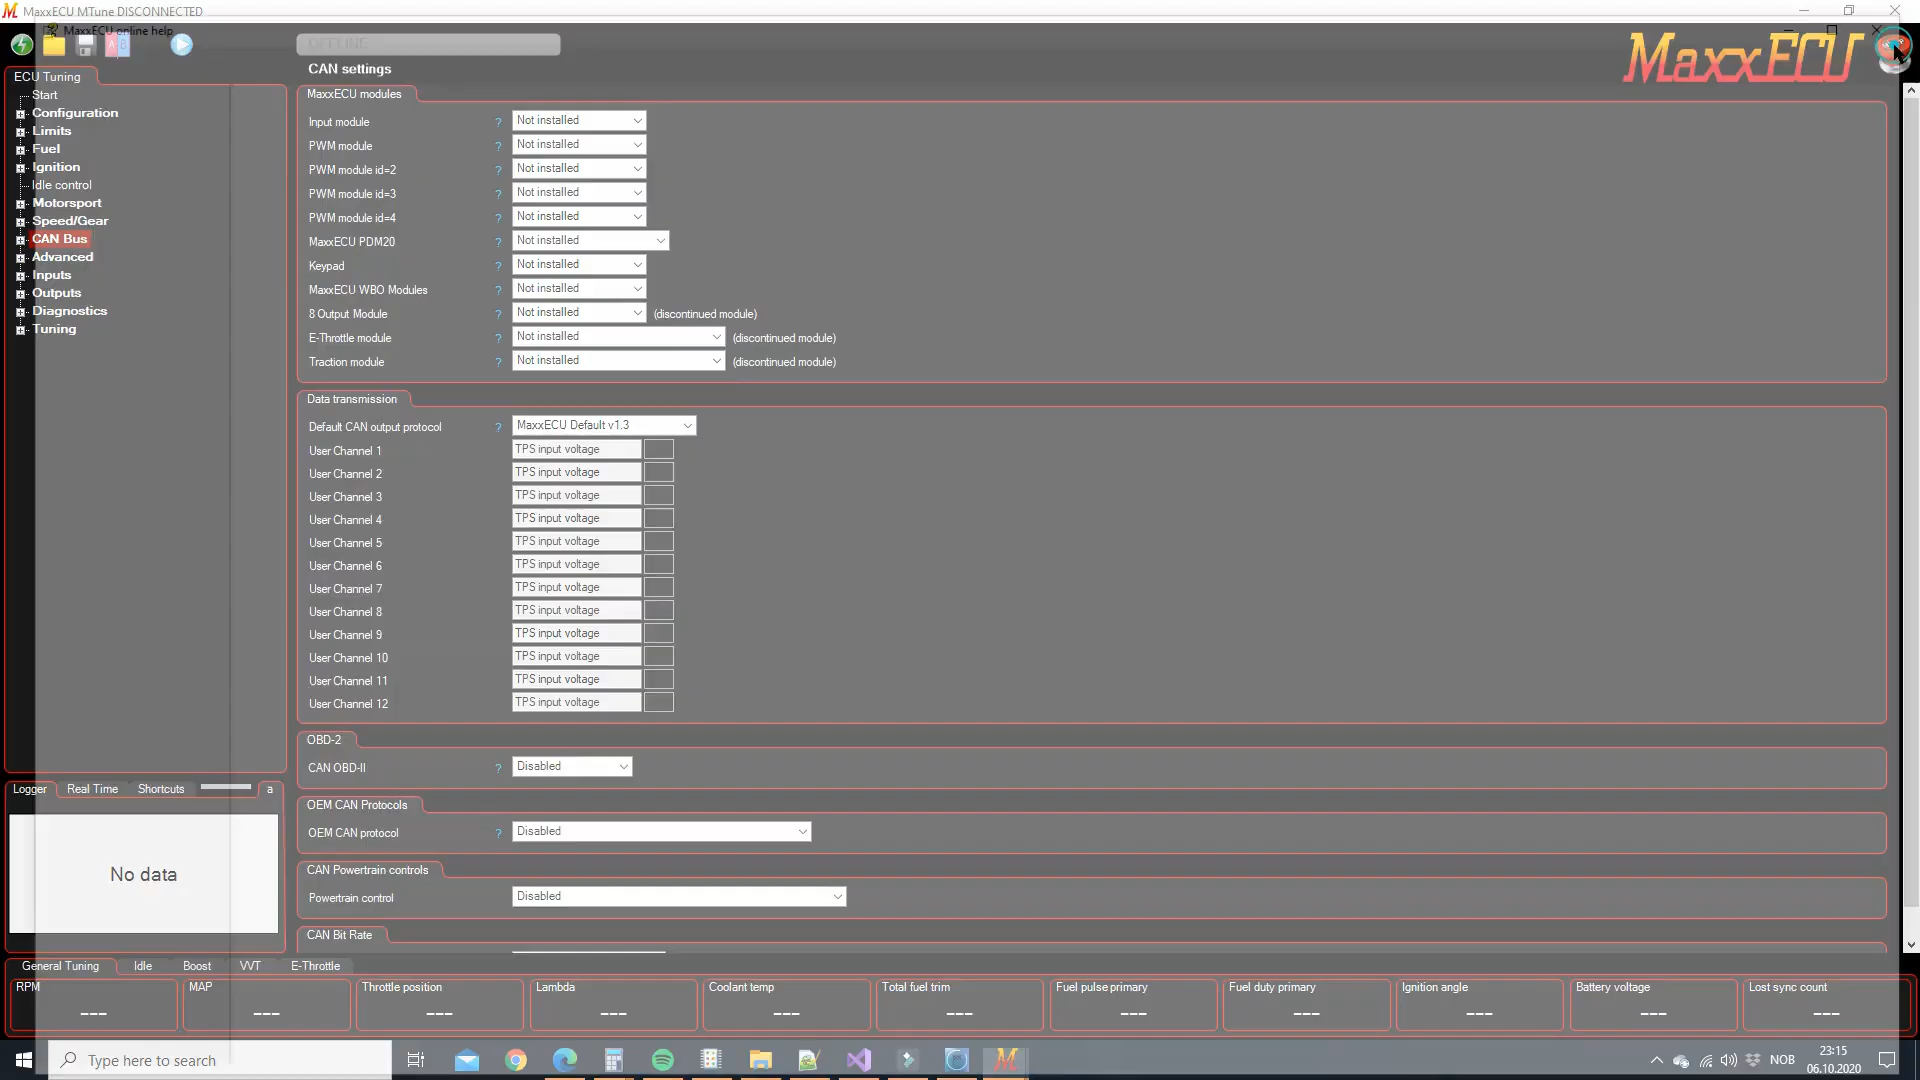 MaxxECU MTune DISCONNECTED
MaxxECU online help
OFFLINE
MaxxECU
CAN settings
ECU Tuning
Start
Configuration
Limits
Fuel
Ignition
Idle control
Motorsport
Speed/Gear
CAN Bus
Advanced
Inputs
Outputs
Diagnostics
Tuning
MaxxECU modules
Input module ? Not installed
PWM module ? Not installed
PWM module id=2 ? Not installed
PWM module id=3 ? Not installed
PWM module id=4 ? Not installed
MaxxECU PDM20 ? Not installed
Keypad ? Not installed
MaxxECU WBO Modules ? Not installed
8 Output Module ? Not installed (discontinued module)
E-Throttle module ? Not installed (discontinued module)
Traction module ? Not installed (discontinued module)
Data transmission
Default CAN output protocol ? MaxxECU Default v1.3
User Channel 1 TPS input voltage
User Channel 2 TPS input voltage
User Channel 3 TPS input voltage
User Channel 4 TPS input voltage
User Channel 5 TPS input voltage
User Channel 6 TPS input voltage
User Channel 7 TPS input voltage
User Channel 8 TPS input voltage
User Channel 9 TPS input voltage
User Channel 10 TPS input voltage
User Channel 11 TPS input voltage
User Channel 12 TPS input voltage
OBD-2
CAN OBD-II ? Disabled
OEM CAN Protocols
OEM CAN protocol ? Disabled
CAN Powertrain controls
Powertrain control Disabled
CAN Bit Rate
Logger Real Time Shortcuts a
No data
General Tuning Idle Boost VVT E-Throttle
RPM MAP Throttle position Lambda Coolant temp Total fuel trim Fuel pulse primary Fuel duty primary Ignition angle Battery voltage Lost sync count
--- --- --- --- --- --- --- --- --- --- ---
Type here to search
NOB
23:15
06.10.2020